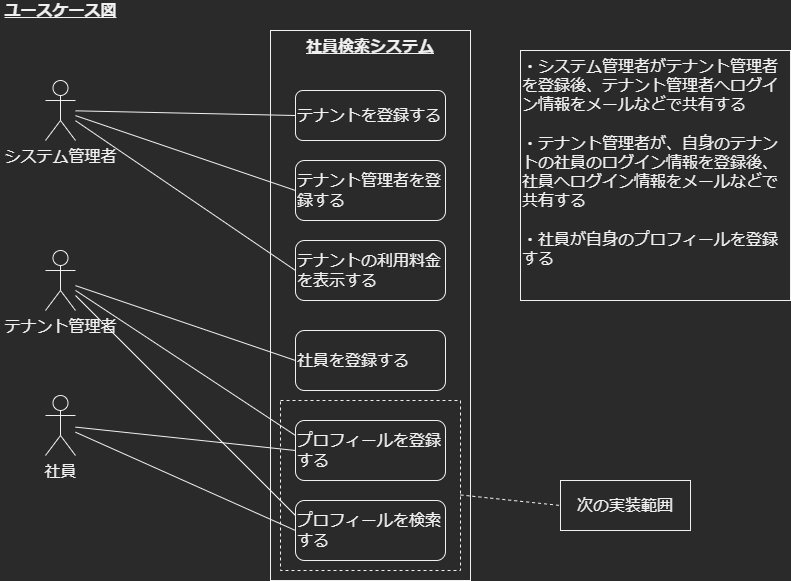 ユースケース図
社員検索システム
システム管理者
テナント管理者
社員
テナントを登録する
テナント管理者を登
録する
テナントの利用料金
を表示する
社員を登録する
プロフィールを登録
する
プロフィールを検索
する
・システム管理者がテナント管理者
を登録後、テナント管理者へログイ
ン情報をメールなどで共有する
・テナント管理者が、自身のテナン
トの社員のログイン情報を登録後、
社員へログイン情報をメールなどで
共有する
・社員が自身のプロフィールを登録
する
次の実装範囲